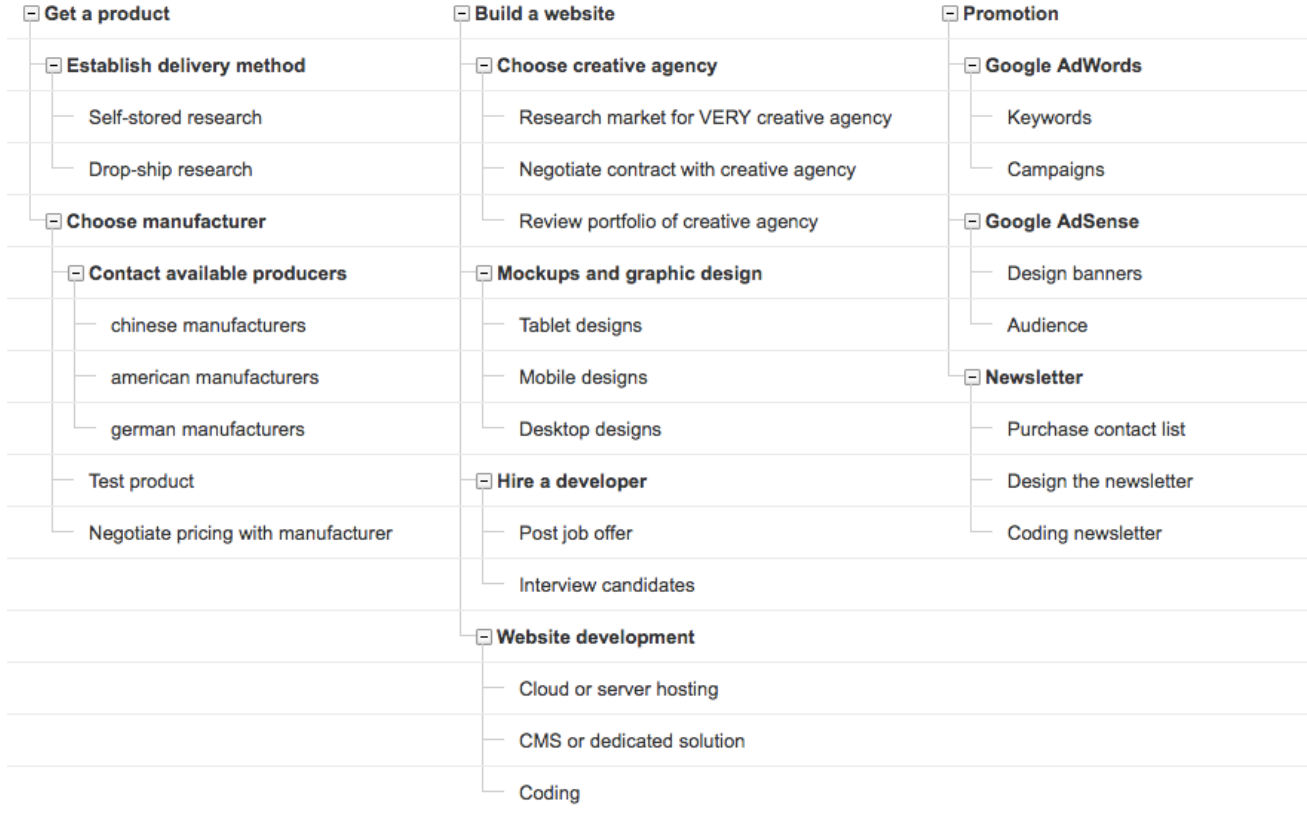 Get a product
Establish delivery method
Self-stored research
Drop-ship research
Choose manufacturer
Contact available producers
chinese manufacturers
american manufacturers
german manufacturers
Test product
Negotiate pricing with manufacturer
Build a website
Choose creative agency
Research market for VERY creative agency
Negotiate contract with creative agency
Review portfolio of creative agency
Mockups and graphic design
Tablet designs
Mobile designs
Desktop designs
Hire a developer
Post job offer
Interview candidates
Website development
Cloud or server hosting
CMS or dedicated solution
Coding
Promotion
Google AdWords
Keywords
Campaigns
Google AdSense
Design banners
Audience
Newsletter
Purchase contact list
Design the newsletter
Coding newsletter